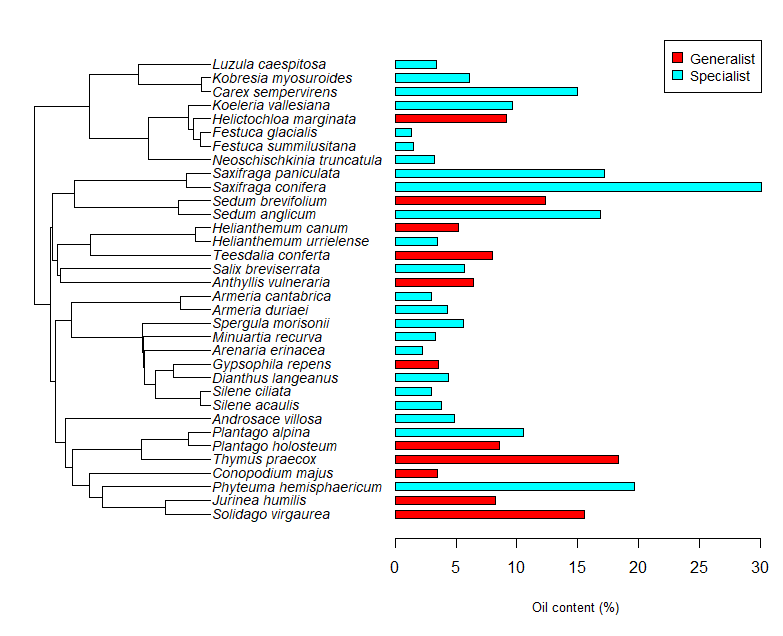 Generalist
Specialist
Luzula caespitosa
Kobresia myosuroides
Carex sempervirens
Koeleria vallesiana
Helictochloa marginata
Festuca glacialis
Festuca summilusitana
Neoschischkinia truncatula
Saxifraga paniculata
Saxifraga conifera
Sedum brevifolium
Sedum anglicum
Helianthemum canum
Helianthemum urrielense
Teesdalia conferta
Salix breviserrata
Anthyllis vulneraria
Armeria cantabrica
Armeria duriaei
Spergula morisonii
Minuartia recurva
Arenaria erinacea
Gypsophila repens
Dianthus langeanus
Silene ciliata
Silene acaulis
Androsace villosa
Plantago alpina
Plantago holosteum
Thymus praecox
Conopodium majus
Phyteuma hemisphaericum
Jurinea humilis
Solidago virgaurea
0 5 10 15 20 25 30
Oil content (%)